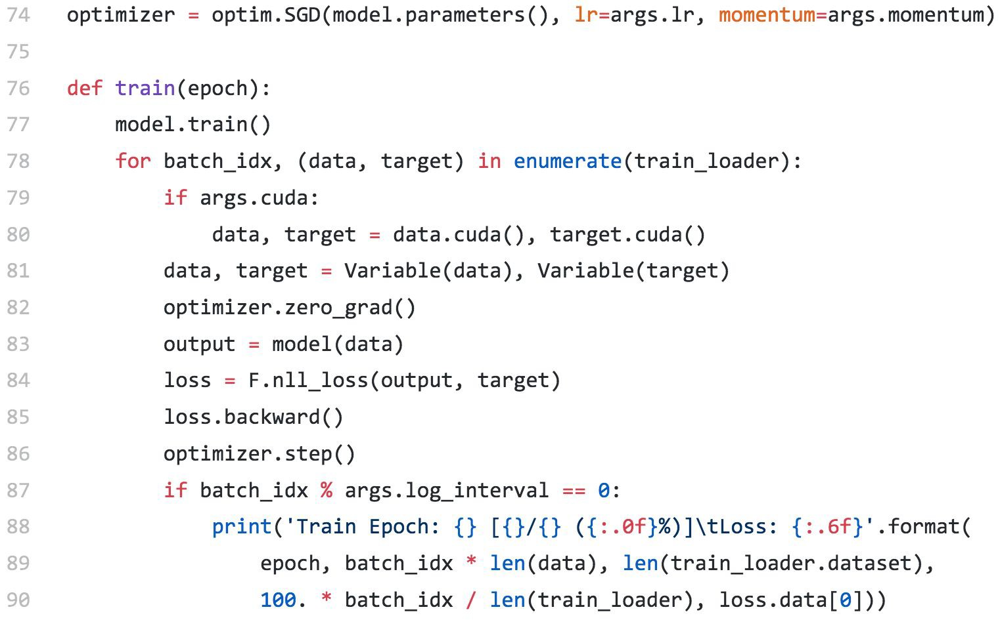 74 optimizer = optim.SGD(model.parameters(), lr=args.lr, momentum=args.momentum)
75
76 def train(epoch):
77     model.train()
78     for batch_idx, (data, target) in enumerate(train_loader):
79         if args.cuda:
80             data, target = data.cuda(), target.cuda()
81         data, target = Variable(data), Variable(target)
82         optimizer.zero_grad()
83         output = model(data)
84         loss = F.nll_loss(output, target)
85         loss.backward()
86         optimizer.step()
87         if batch_idx % args.log_interval == 0:
88             print('Train Epoch: {} [{}/{} ({:.0f}%)]\tLoss: {:.6f}'.format(
89                 epoch, batch_idx * len(data), len(train_loader.dataset),
90                 100. * batch_idx / len(train_loader), loss.data[0]))